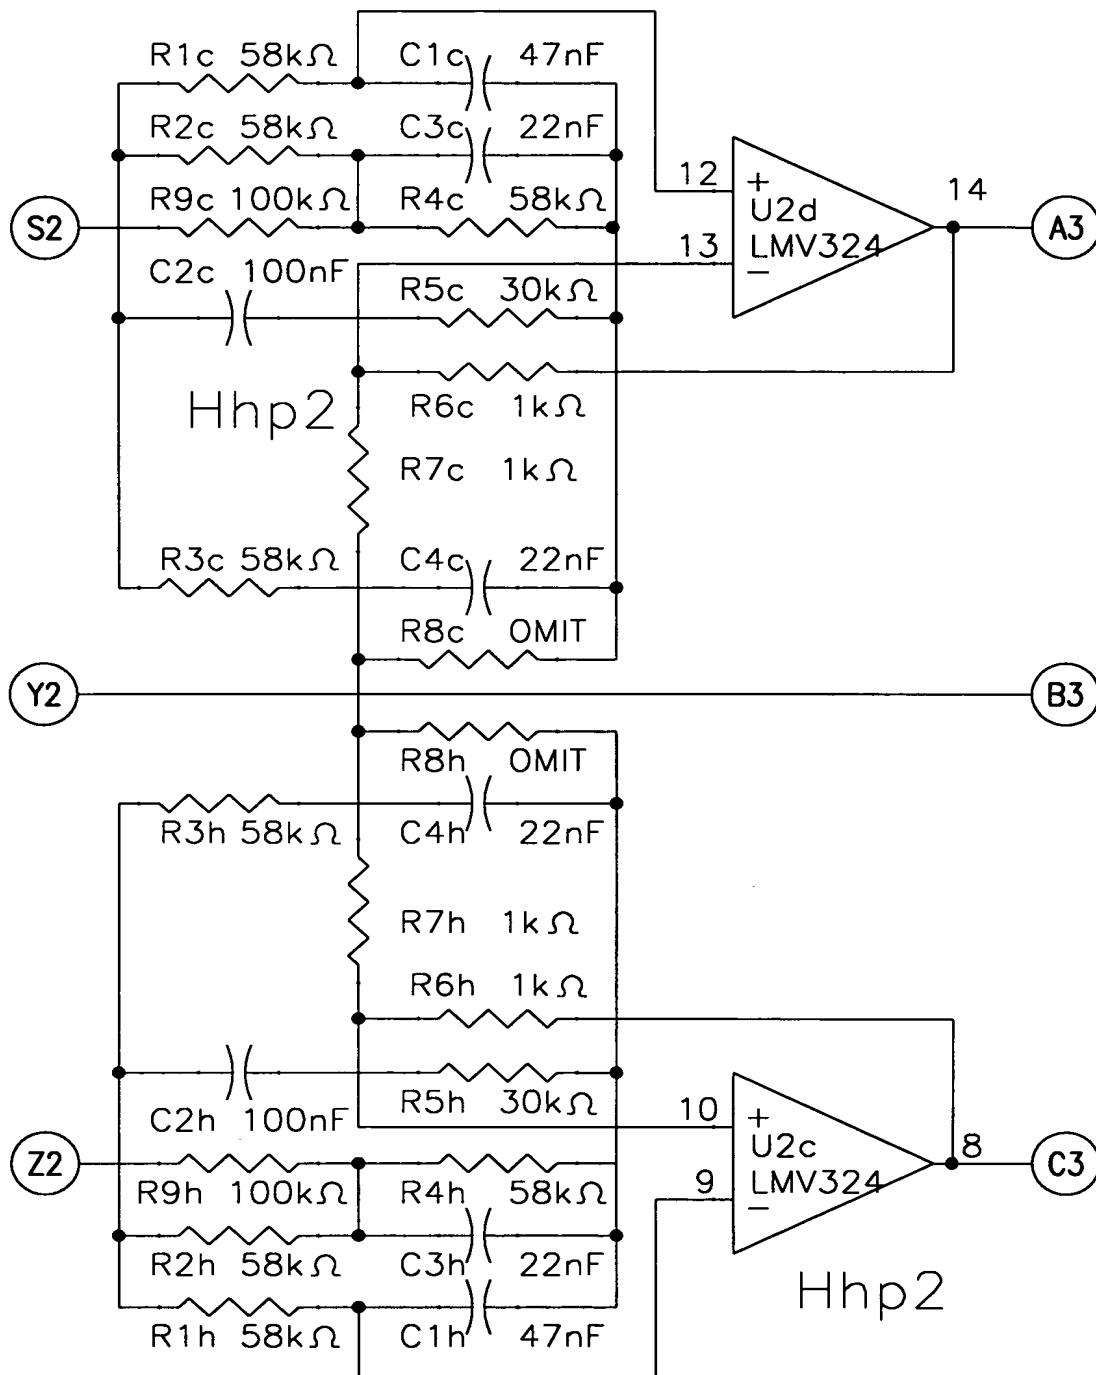 R1c 58kΩ C1c 47nF
R2c 58kΩ C3c 22nF
R9c 100kΩ R4c 58kΩ
S2
12 +
U2d
LMV324
13 −
14
A3
C2c 100nF R5c 30kΩ
Hhp2
R6c 1kΩ
R7c 1kΩ
R3c 58kΩ C4c 22nF
R8c OMIT
Y2 B3
R8h OMIT
R3h 58kΩ C4h 22nF
R7h 1kΩ
R6h 1kΩ
C2h 100nF R5h 30kΩ
10 +
U2c
LMV324
9 −
8
C3
Z2
R9h 100kΩ R4h 58kΩ
R2h 58kΩ C3h 22nF
Hhp2
R1h 58kΩ C1h 47nF